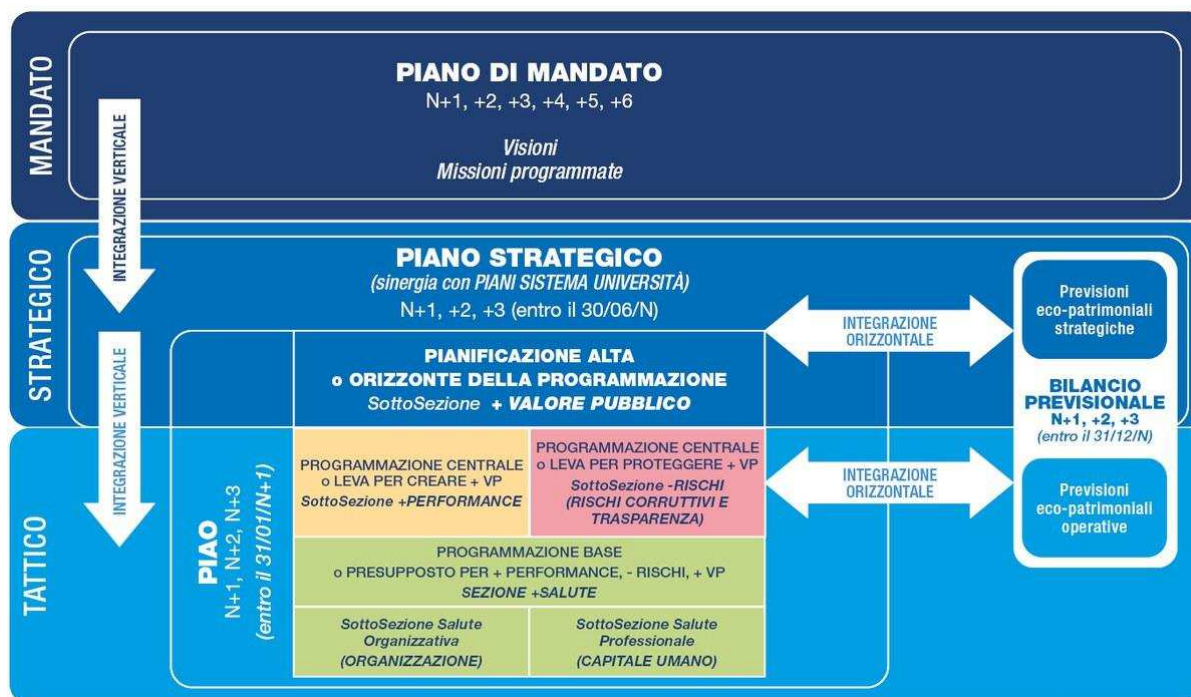 MANDATO
PIANO DI MANDATO
N+1, +2, +3, +4, +5, +6
Visioni
Missioni programmate
INTEGRAZIONE VERTICALE
STRATEGICO
PIANO STRATEGICO
(sinergia con PIANI SISTEMA UNIVERSITÀ)
N+1, +2, +3 (entro il 30/06/N)
INTEGRAZIONE
ORIZZONTALE
Previsioni
eco-patrimoniali
strategiche
PIANIFICAZIONE ALTA
o ORIZZONTE DELLA PROGRAMMAZIONE
SottoSezione + VALORE PUBBLICO
BILANCIO
PREVISIONALE
N+1, +2, +3
(entro il 31/12/N)
INTEGRAZIONE VERTICALE
TATTICO
PIAO
N+1, N+2, N+3
(entro il 31/01/N+1)
PROGRAMMAZIONE CENTRALE
o LEVA PER CREARE + VP
SottoSezione +PERFORMANCE
PROGRAMMAZIONE CENTRALE
o LEVA PER PROTEGGERE + VP
SottoSezione -RISCHI
(RISCHI CORRUTTIVI E
TRASPARENZA)
INTEGRAZIONE
ORIZZONTALE
Previsioni
eco-patrimoniali
operative
PROGRAMMAZIONE BASE
o PRESUPPOSTO PER + PERFORMANCE, - RISCHI, + VP
SEZIONE +SALUTE
SottoSezione Salute
Organizzativa
(ORGANIZZAZIONE)
SottoSezione Salute
Professionale
(CAPITALE UMANO)